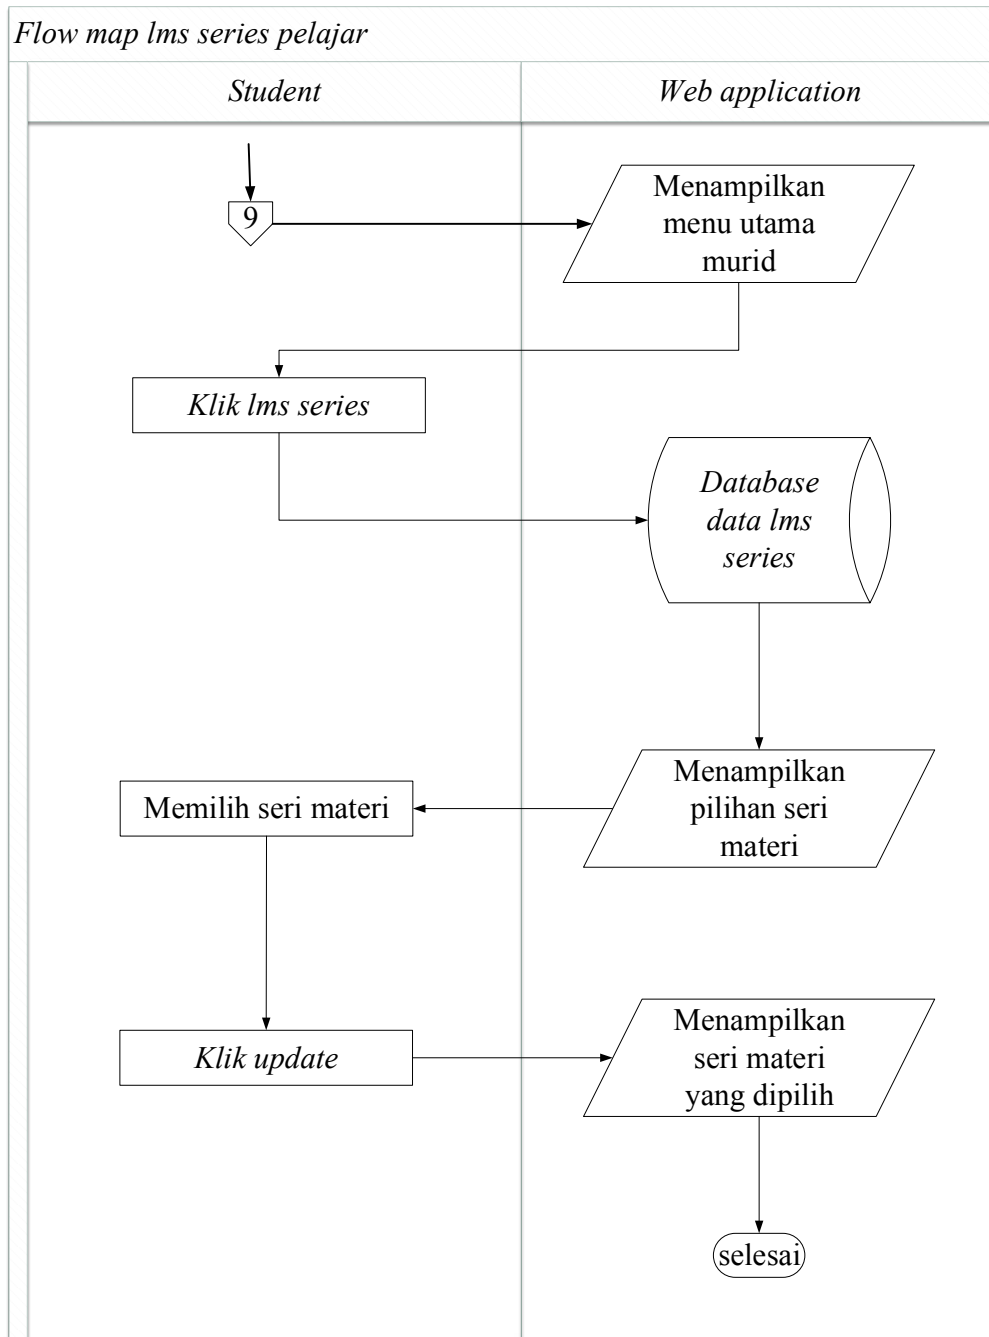 Flow map lms series pelajar
Student
Web application
9
Menampilkan
menu utama
murid
Klik lms series
Database
data lms
series
Menampilkan
pilihan seri
materi
Memilih seri materi
Klik update
Menampilkan
seri materi
yang dipilih
selesai